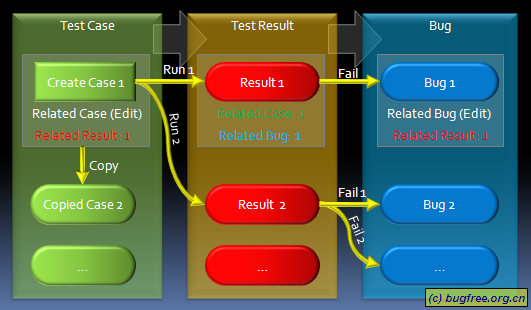 Test Case
Test Result
Bug
Create Case 1
Run 1
Result 1
Fail
Bug 1
Related Case (Edit)
Related Result 1
Related Case 1
Related Bug 1
Related Bug (Edit)
Related Result 1
Copy
Run 2
Copied Case 2
Result 2
Fail 1
Bug 2
Fail 2
...
...
...
(c) bugfree.org.cn